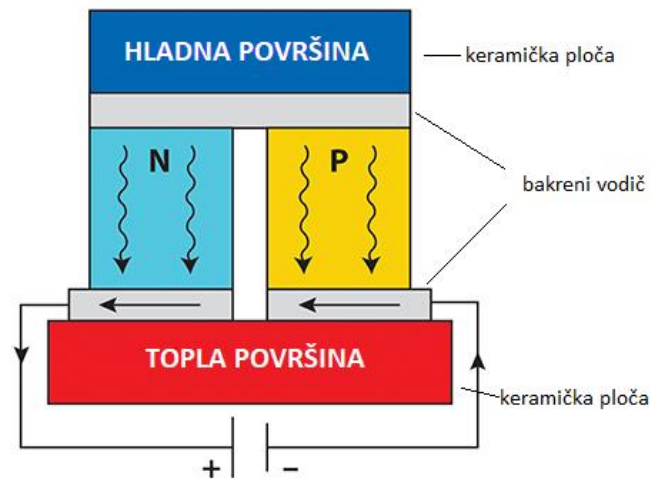 HLADNA POVRŠINA
keramička ploča
N
P
bakreni vodič
TOPLA POVRŠINA
keramička ploča
+
–